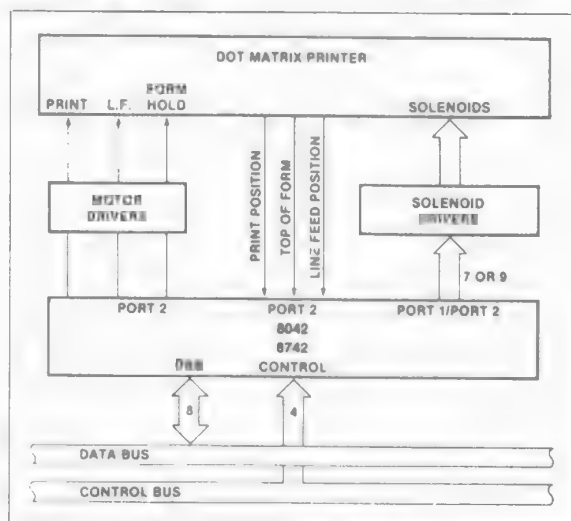 DOT MATRIX PRINTER
PRINT
L.F.
FORM HOLD
SOLENOIDS
MOTOR DRIVERS
PRINT POSITION
TOP OF FORM
LINE FEED POSITION
SOLENOID DRIVERS
7 OR 9
PORT 2
PORT 2
PORT 1/PORT 2
8042
8742
CONTROL
8
4
DATA BUS
CONTROL BUS